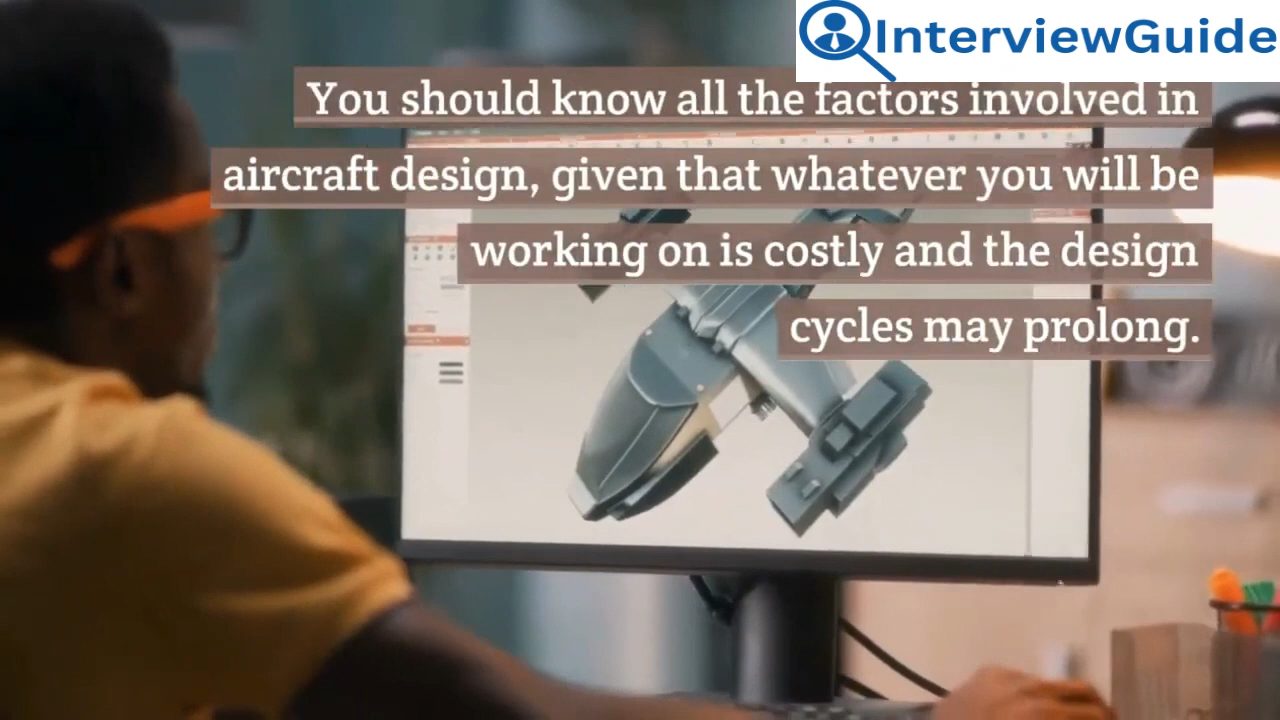 InterviewGuide
You should know all the factors involved in
aircraft design, given that whatever you will be
working on is costly and the design
cycles may prolong.